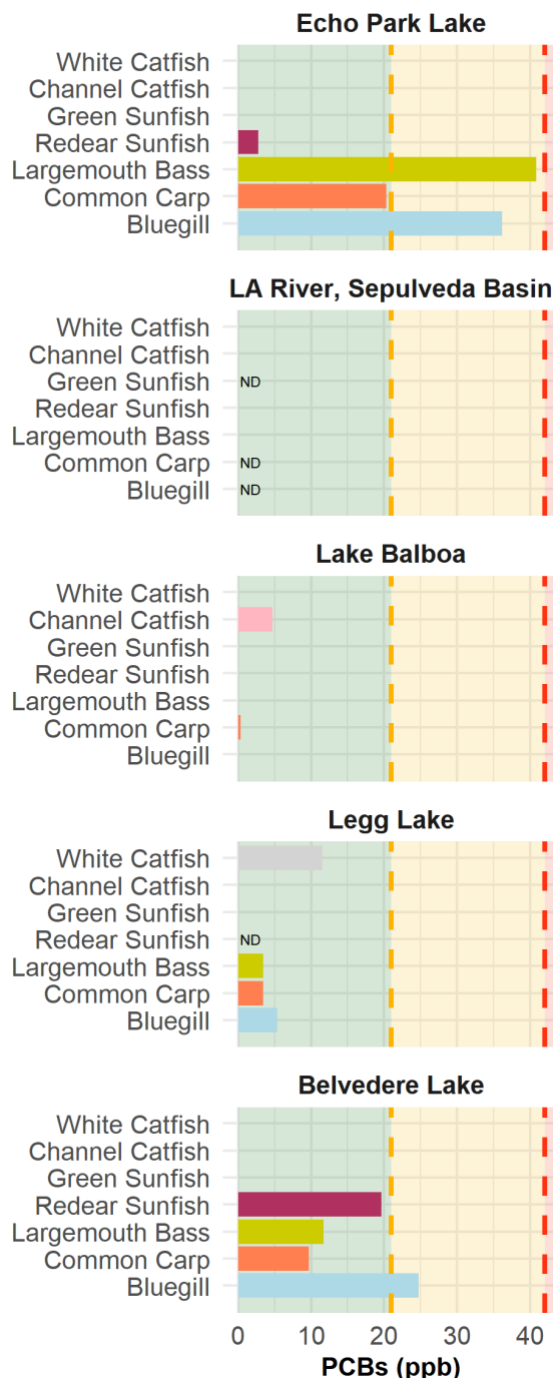 Echo Park Lake
White Catfish
Channel Catfish
Green Sunfish
Redear Sunfish
Largemouth Bass
Common Carp
Bluegill
LA River, Sepulveda Basin
White Catfish
Channel Catfish
Green Sunfish ND
Redear Sunfish
Largemouth Bass
Common Carp ND
Bluegill ND
Lake Balboa
White Catfish
Channel Catfish
Green Sunfish
Redear Sunfish
Largemouth Bass
Common Carp
Bluegill
Legg Lake
White Catfish
Channel Catfish
Green Sunfish
Redear Sunfish ND
Largemouth Bass
Common Carp
Bluegill
Belvedere Lake
White Catfish
Channel Catfish
Green Sunfish
Redear Sunfish
Largemouth Bass
Common Carp
Bluegill
0 10 20 30 40
PCBs (ppb)